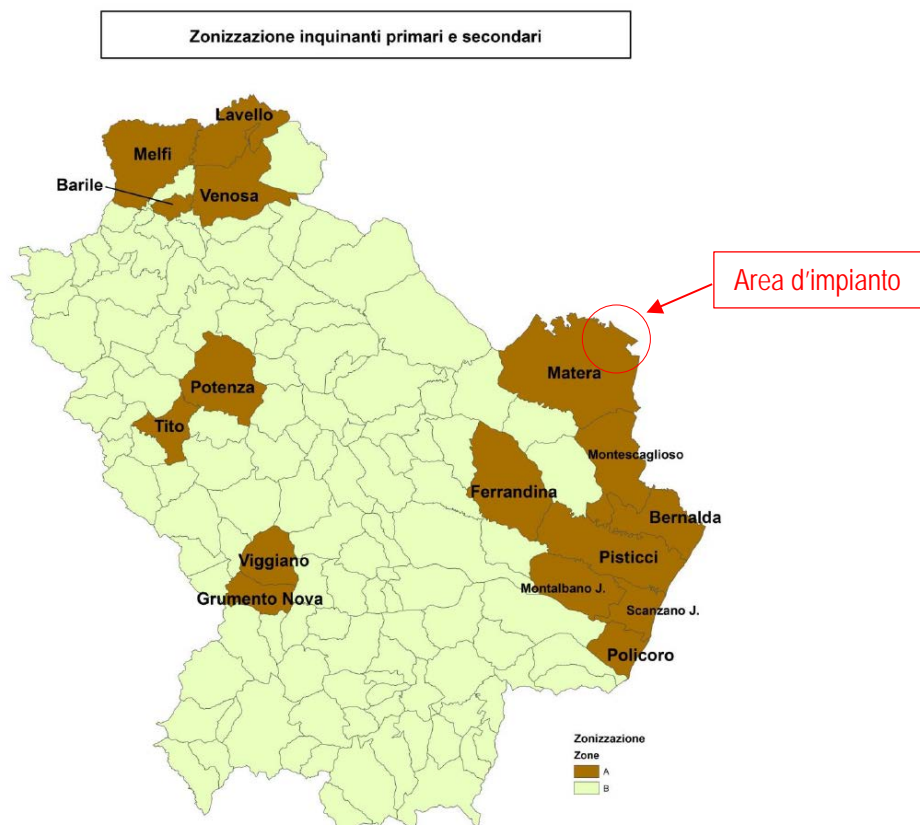 Zonizzazione inquinanti primari e secondari
Lavello
Melfi
Barile
Venosa
Area d'impianto
Matera
Potenza
Tito
Montescaglioso
Ferrandina
Bernalda
Pisticci
Viggiano
Montalbano J.
Grumento Nova
Scanzano J.
Policoro
Zonizzazione
Zone
A
B